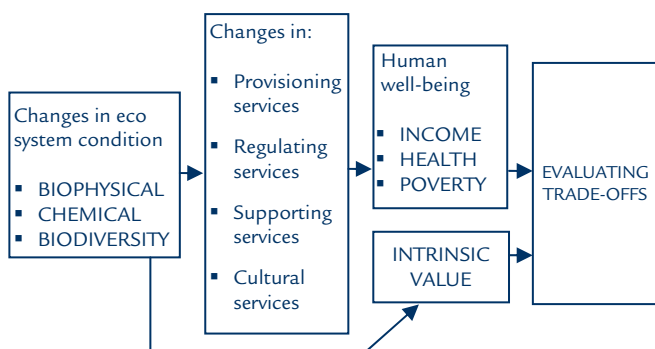 Changes in eco
system condition
▪ BIOPHYSICAL
▪ CHEMICAL
▪ BIODIVERSITY
Changes in:
▪ Provisioning
services
▪ Regulating
services
▪ Supporting
services
▪ Cultural
services
Human
well-being
▪ INCOME
▪ HEALTH
▪ POVERTY
INTRINSIC
VALUE
EVALUATING
TRADE-OFFS